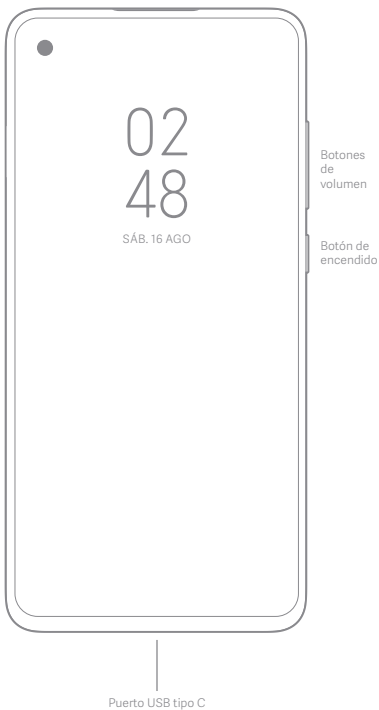 02
48
SÁB. 16 AGO
Botones
de
volumen
Botón de
encendido
Puerto USB tipo C